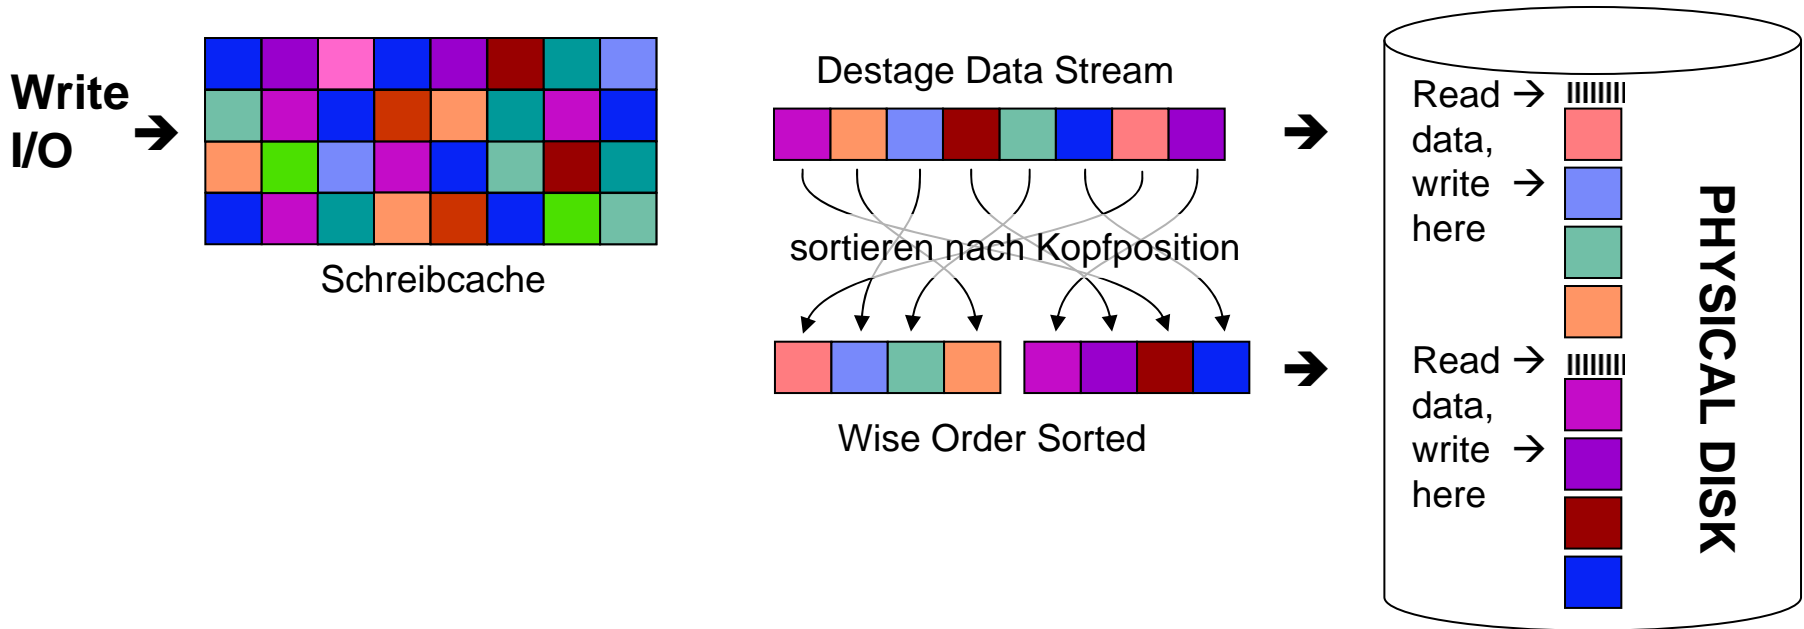 Write
I/O
Schreibcache
Destage Data Stream
sortieren nach Kopfposition
Wise Order Sorted
Read
data,
write
here
Read
data,
write
here
PHYSICAL DISK